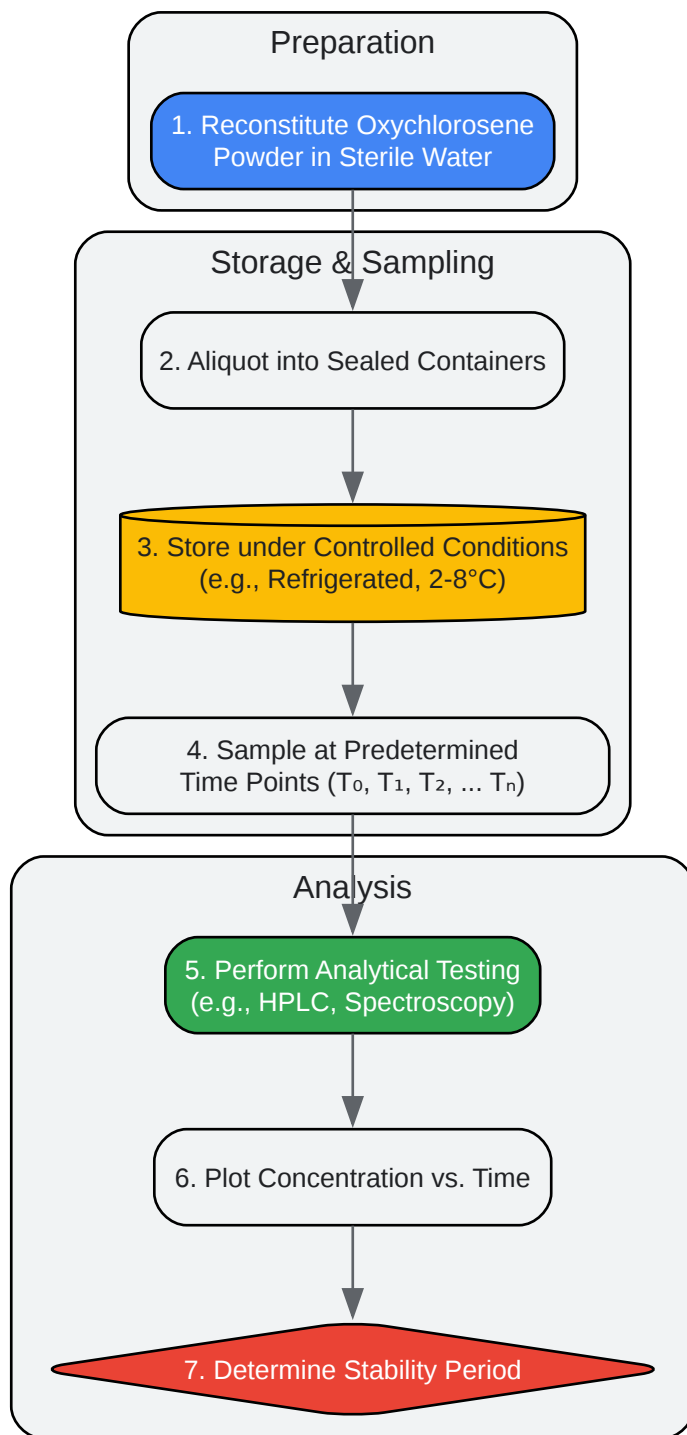 Preparation
1. Reconstitute Oxychlorosene
Powder in Sterile Water
Storage & Sampling
2. Aliquot into Sealed Containers
3. Store under Controlled Conditions
(e.g., Refrigerated, 2-8°C)
4. Sample at Predetermined
Time Points (T₀, T₁, T₂, ... Tₙ)
Analysis
5. Perform Analytical Testing
(e.g., HPLC, Spectroscopy)
6. Plot Concentration vs. Time
7. Determine Stability Period